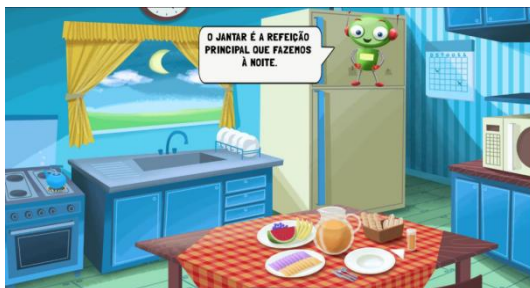 O JANTAR É A REFEIÇÃO
PRINCIPAL QUE FAZEMOS
À NOITE.